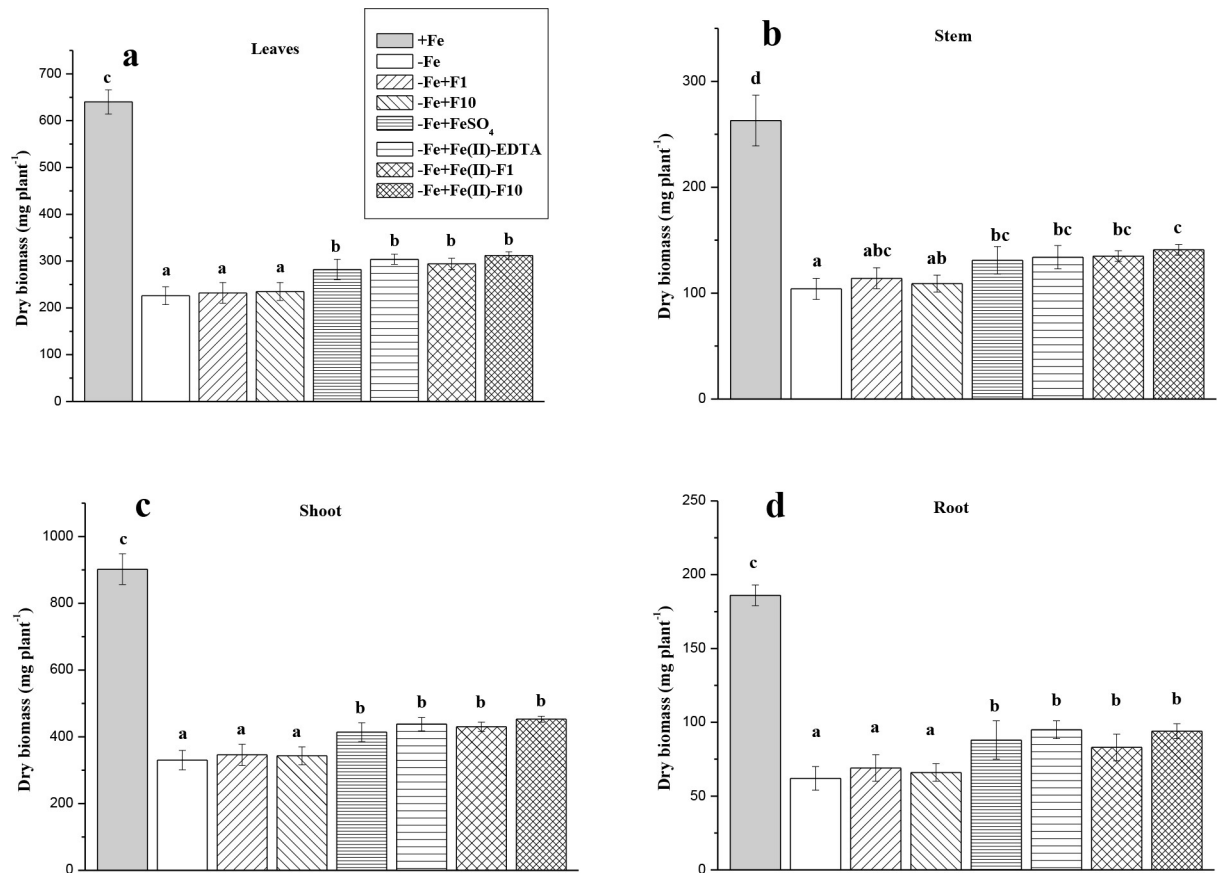 a
Leaves
Dry biomass (mg plant⁻¹)
700
600
500
400
300
200
100
0
c
a
a
a
b
b
b
b
+Fe
-Fe
-Fe+F1
-Fe+F10
-Fe+FeSO₄
-Fe+Fe(II)-EDTA
-Fe+Fe(II)-F1
-Fe+Fe(II)-F10
b
Stem
Dry biomass (mg plant⁻¹)
300
200
100
0
d
a
abc
ab
bc
bc
bc
c
c
Shoot
Dry biomass (mg plant⁻¹)
1000
800
600
400
200
0
c
a
a
a
b
b
b
b
d
Root
Dry biomass (mg plant⁻¹)
250
200
150
100
50
0
c
a
a
a
b
b
b
b